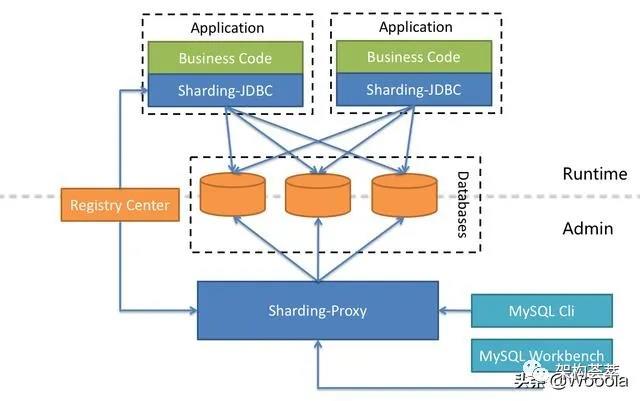 Application
Application
Business Code
Business Code
Sharding-JDBC
Sharding-JDBC
Databases
Runtime
Registry Center
Admin
Sharding-Proxy
MySQL Cli
MySQL Workbench
架构荟萃
头条 @Wooola